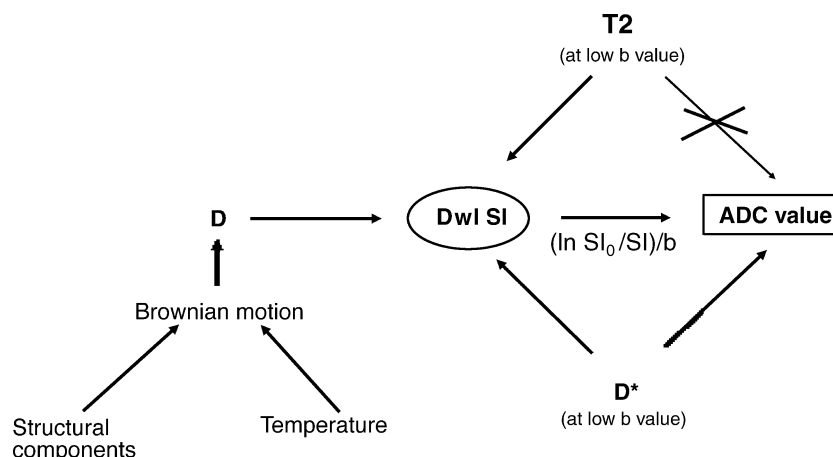 T2
(at low b value)
D
DwI SI
ADC value
(ln SI₀/SI)/b
Brownian motion
D*
(at low b value)
Structural
components
Temperature